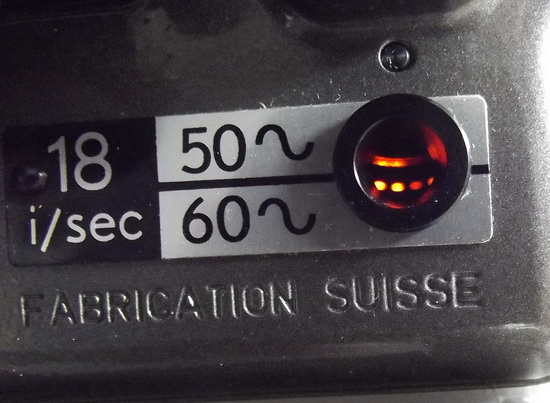 18
i/sec
50~
60~
FABRICATION SUISSE